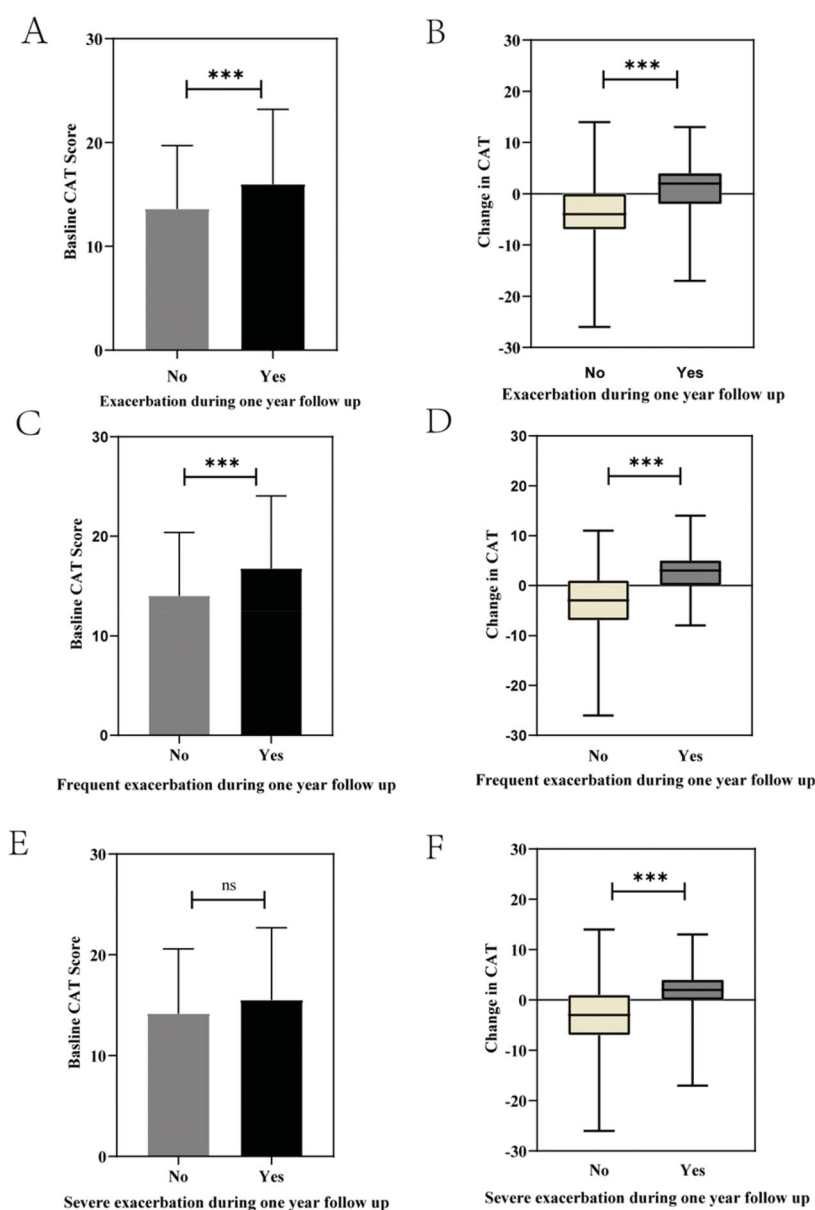 A
30
20
10
0
Basline CAT Score
***
No Yes
Exacerbation during one year follow up
B
30
20
10
0
-10
-20
-30
Change in CAT
***
No Yes
Exacerbation during one year follow up
C
30
20
10
0
Basline CAT Score
***
No Yes
Frequent exacerbation during one year follow up
D
30
20
10
0
-10
-20
-30
Change in CAT
***
No Yes
Frequent exacerbation during one year follow up
E
30
20
10
0
Basline CAT Score
ns
No Yes
Severe exacerbation during one year follow up
F
30
20
10
0
-10
-20
-30
Change in CAT
***
No Yes
Severe exacerbation during one year follow up